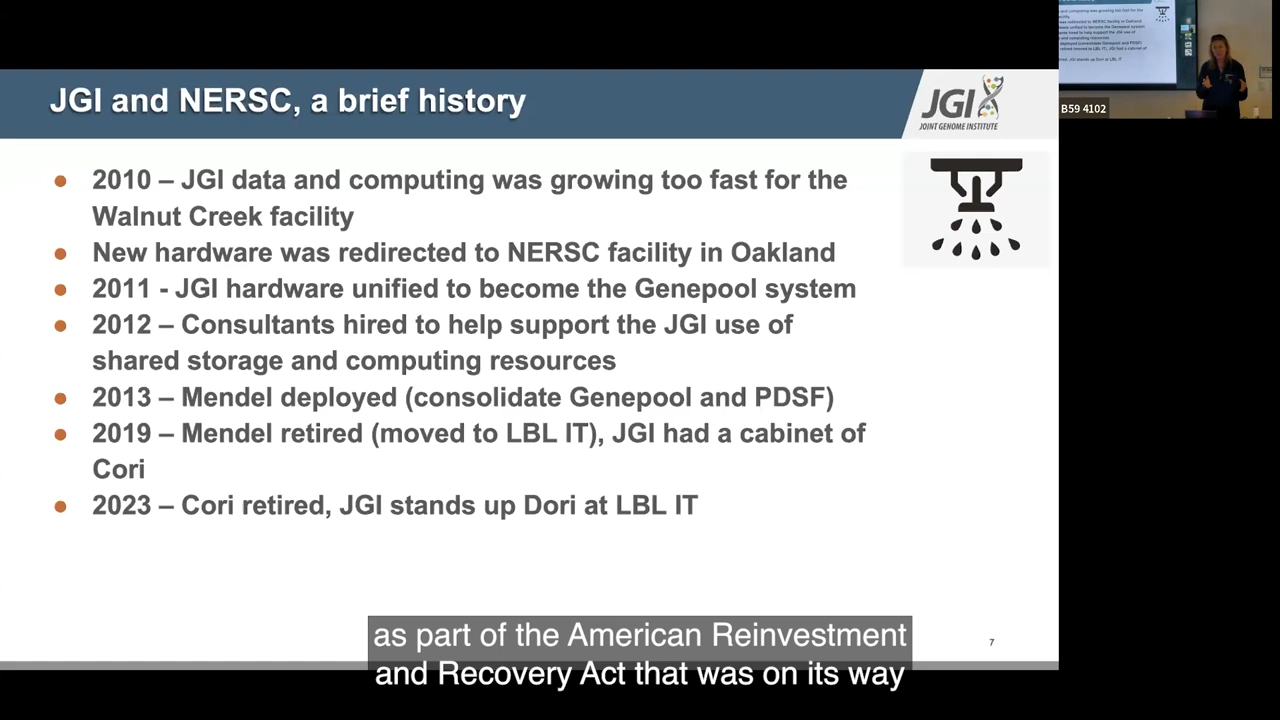 JGI and NERSC, a brief history
JGI
JOINT GENOME INSTITUTE
● 2010 – JGI data and computing was growing too fast for the
Walnut Creek facility
● New hardware was redirected to NERSC facility in Oakland
● 2011 - JGI hardware unified to become the Genepool system
● 2012 – Consultants hired to help support the JGI use of
shared storage and computing resources
● 2013 – Mendel deployed (consolidate Genepool and PDSF)
● 2019 – Mendel retired (moved to LBL IT), JGI had a cabinet of
Cori
● 2023 – Cori retired, JGI stands up Dori at LBL IT
7
as part of the American Reinvestment
and Recovery Act that was on its way
B59 4102